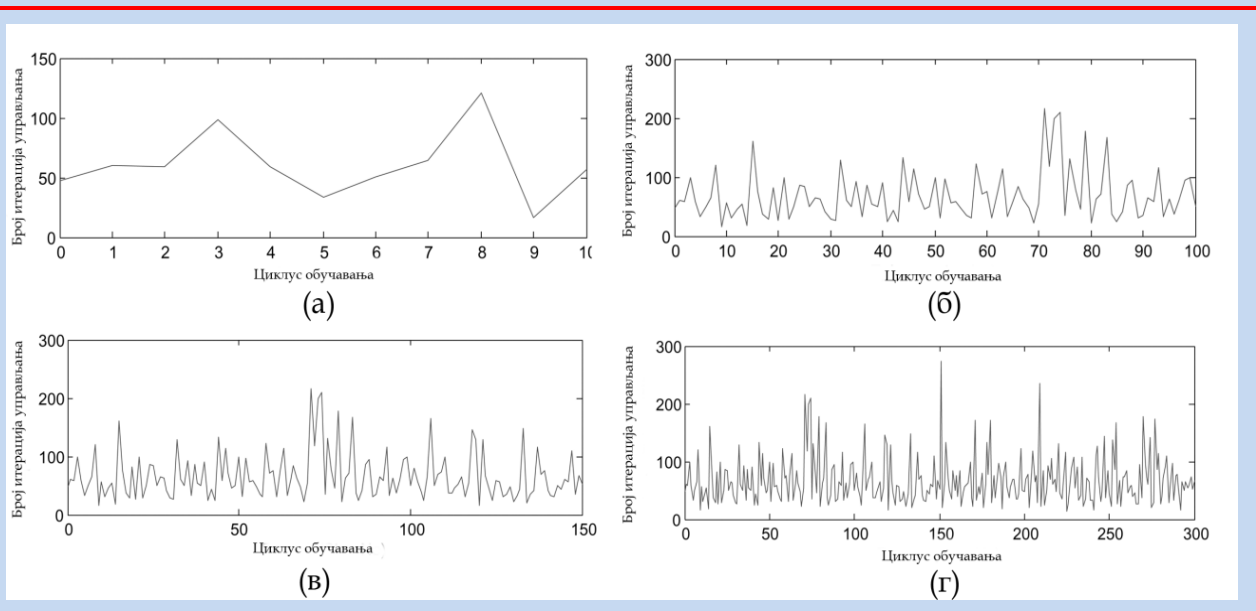 Број итерација управљања
150
100
50
0
0 1 2 3 4 5 6 7 8 9 10
Циклус обучавања
(а)
Број итерација управљања
300
200
100
0
0 10 20 30 40 50 60 70 80 90 100
Циклус обучавања
(б)
Број итерација управљања
300
200
100
0
0 50 100 150
Циклус обучавања
(в)
Број итерација управљања
300
200
100
0
0 50 100 150 200 250 300
Циклус обучавања
(г)